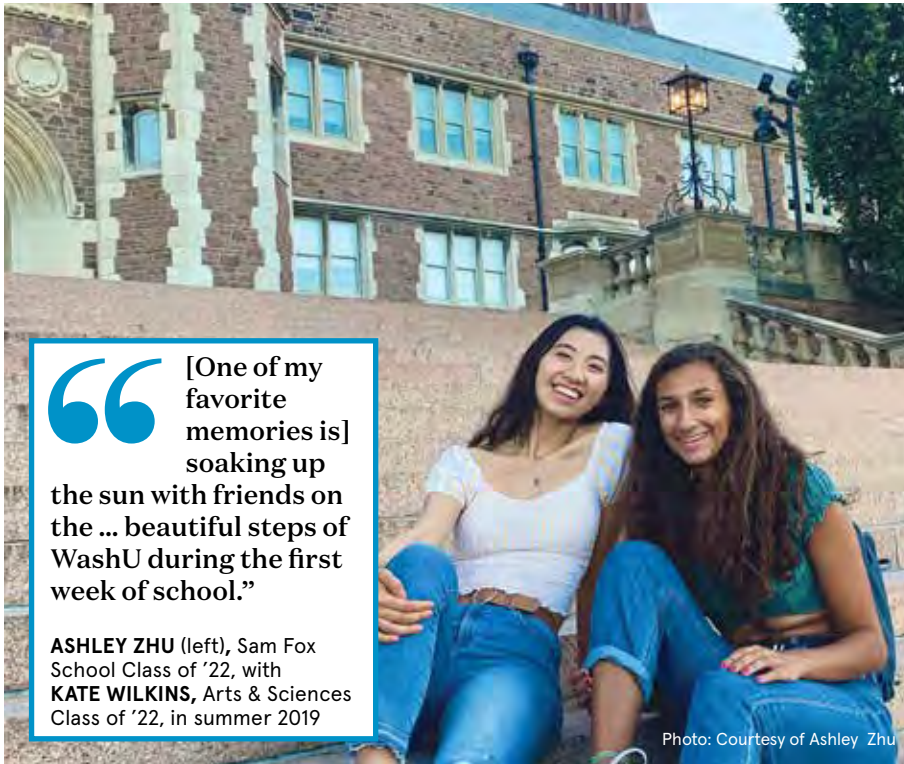 “[One of my
favorite
memories is]
soaking up
the sun with friends on
the ... beautiful steps of
WashU during the first
week of school.”
ASHLEY ZHU (left), Sam Fox
School Class of ’22, with
KATE WILKINS, Arts & Sciences
Class of ’22, in summer 2019
Photo: Courtesy of Ashley Zhu